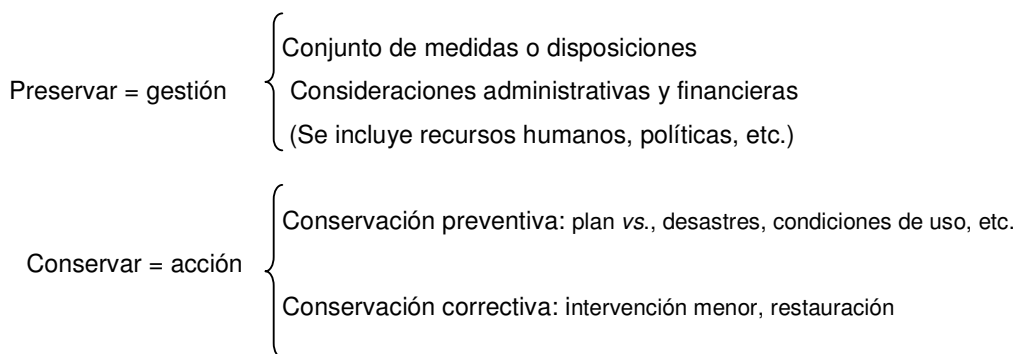 Conjunto de medidas o disposiciones
Preservar = gestión
Consideraciones administrativas y financieras
(Se incluye recursos humanos, políticas, etc.)
Conservación preventiva: plan vs., desastres, condiciones de uso, etc.
Conservar = acción
Conservación correctiva: intervención menor, restauración